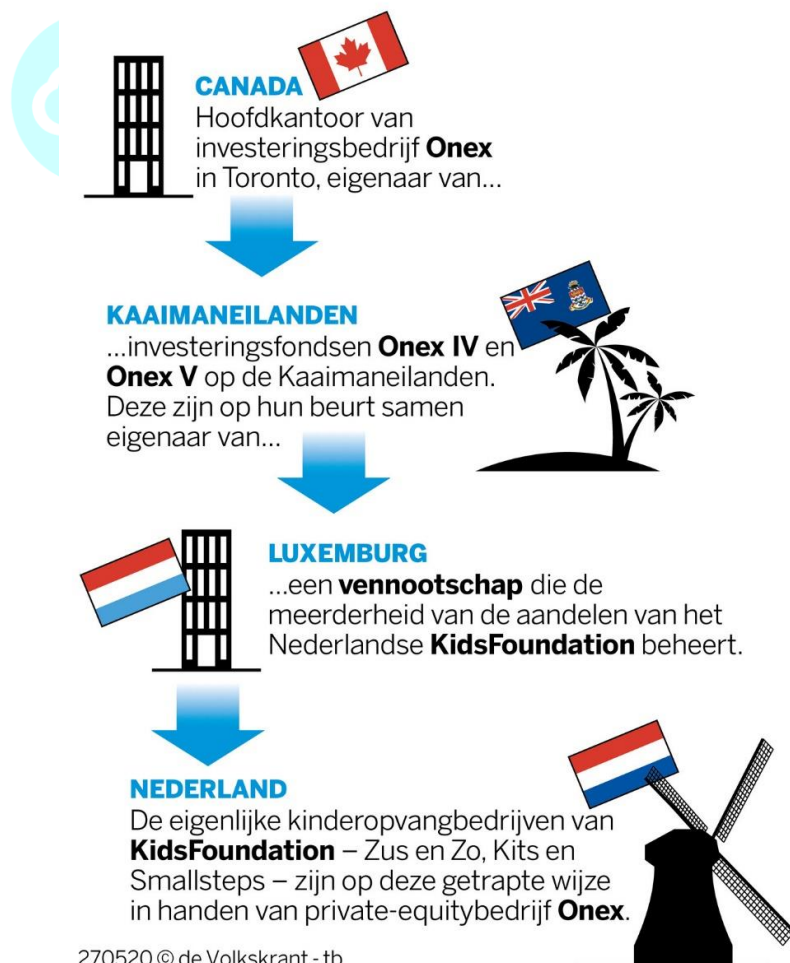 CANADA
Hoofdkantoor van
investeringsbedrijf Onex
in Toronto, eigenaar van...
KAAIMANEILANDEN
...investeringsfondsen Onex IV en
Onex V op de Kaaimaneilanden.
Deze zijn op hun beurt samen
eigenaar van...
LUXEMBURG
...een vennootschap die de
meerderheid van de aandelen van het
Nederlandse KidsFoundation beheert.
NEDERLAND
De eigenlijke kinderopvangbedrijven van
KidsFoundation – Zus en Zo, Kits en
Smallsteps – zijn op deze getrapte wijze
in handen van private-equitybedrijf Onex.
270520 © de Volkskrant - tb